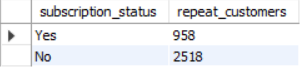 subscription_status repeat_customers
Yes 958
No 2518